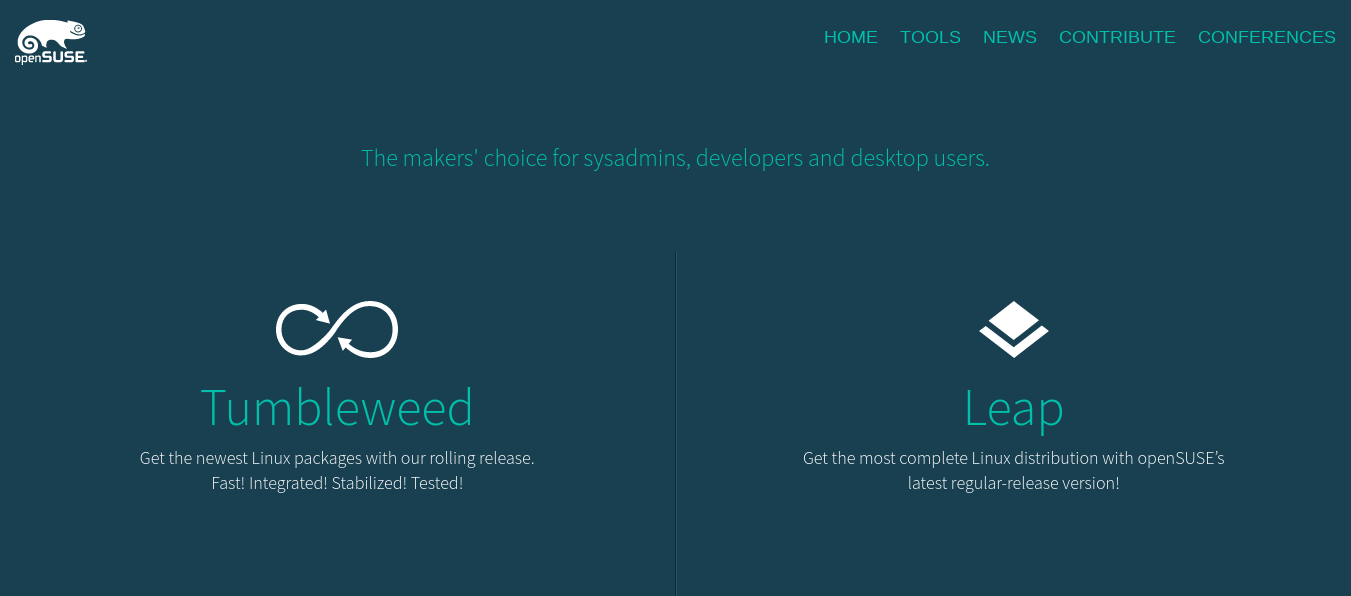 openSUSE
HOME TOOLS NEWS CONTRIBUTE CONFERENCES
The makers' choice for sysadmins, developers and desktop users.
Tumbleweed
Get the newest Linux packages with our rolling release.
Fast! Integrated! Stabilized! Tested!
Leap
Get the most complete Linux distribution with openSUSE’s
latest regular-release version!